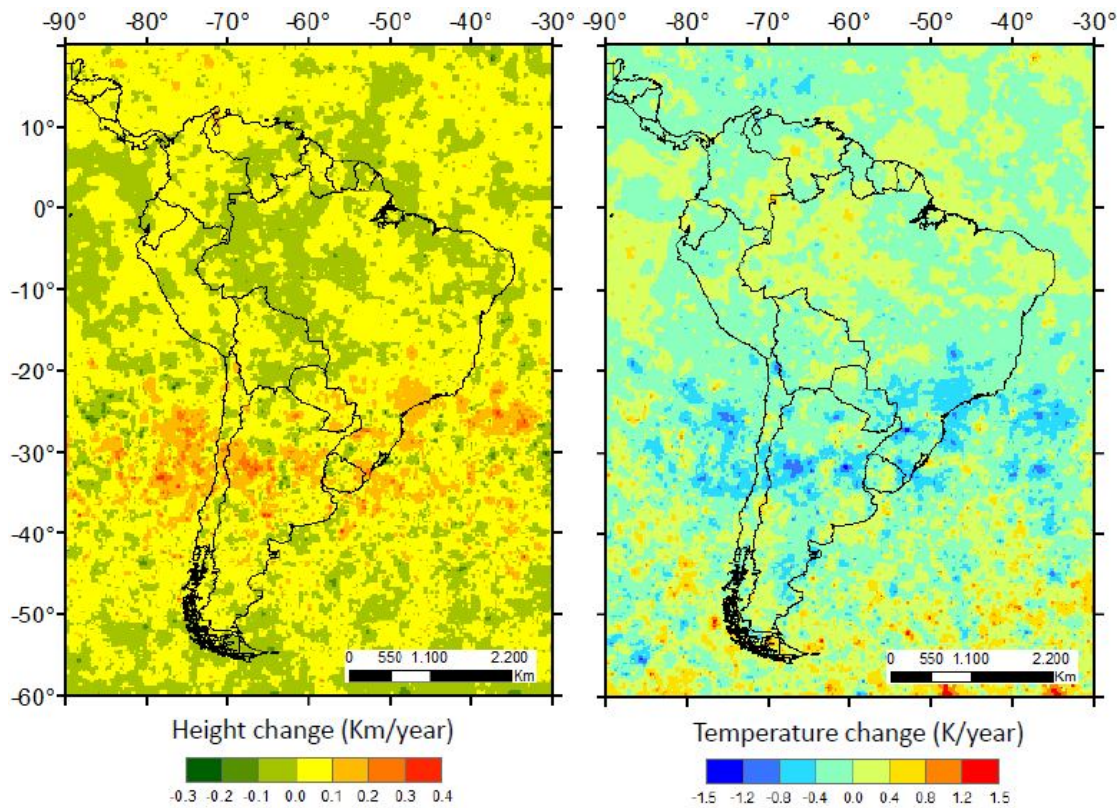 -90° -80° -70° -60° -50° -40° -30° -90° -80° -70° -60° -50° -40° -30°
10°
0°
-10°
-20°
-30°
-40°
-50°
-60°
0 550 1.100 2.200
Km
0 550 1.100 2.200
Km
Height change (Km/year)
-0.3 -0.2 -0.1 0.0 0.1 0.2 0.3 0.4
Temperature change (K/year)
-1.5 -1.2 -0.8 -0.4 0.0 0.4 0.8 1.2 1.5